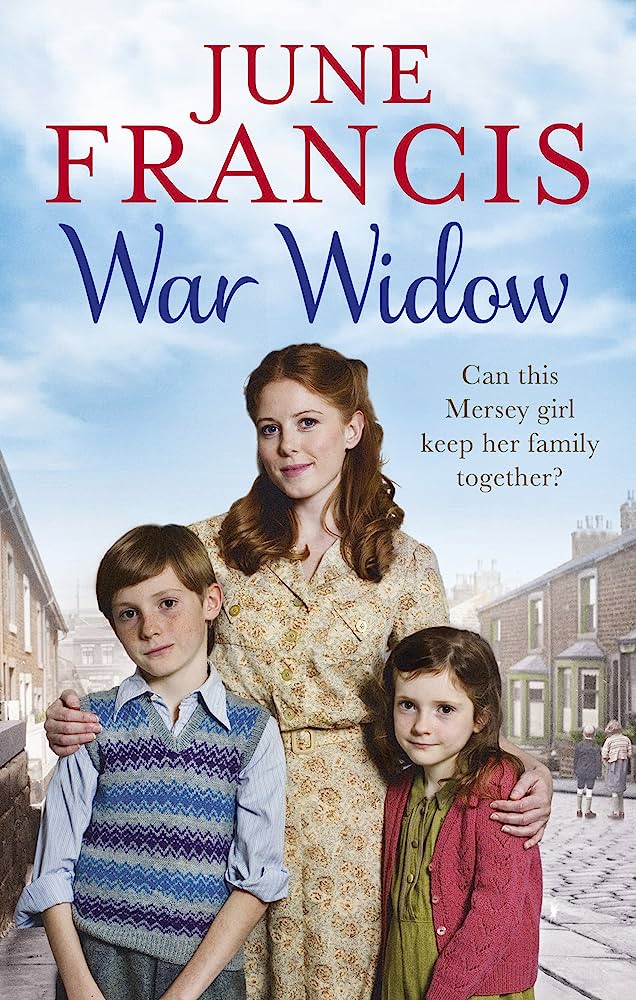 JUNE
FRANCIS
War Widow
Can this
Mersey girl
keep her family
together?